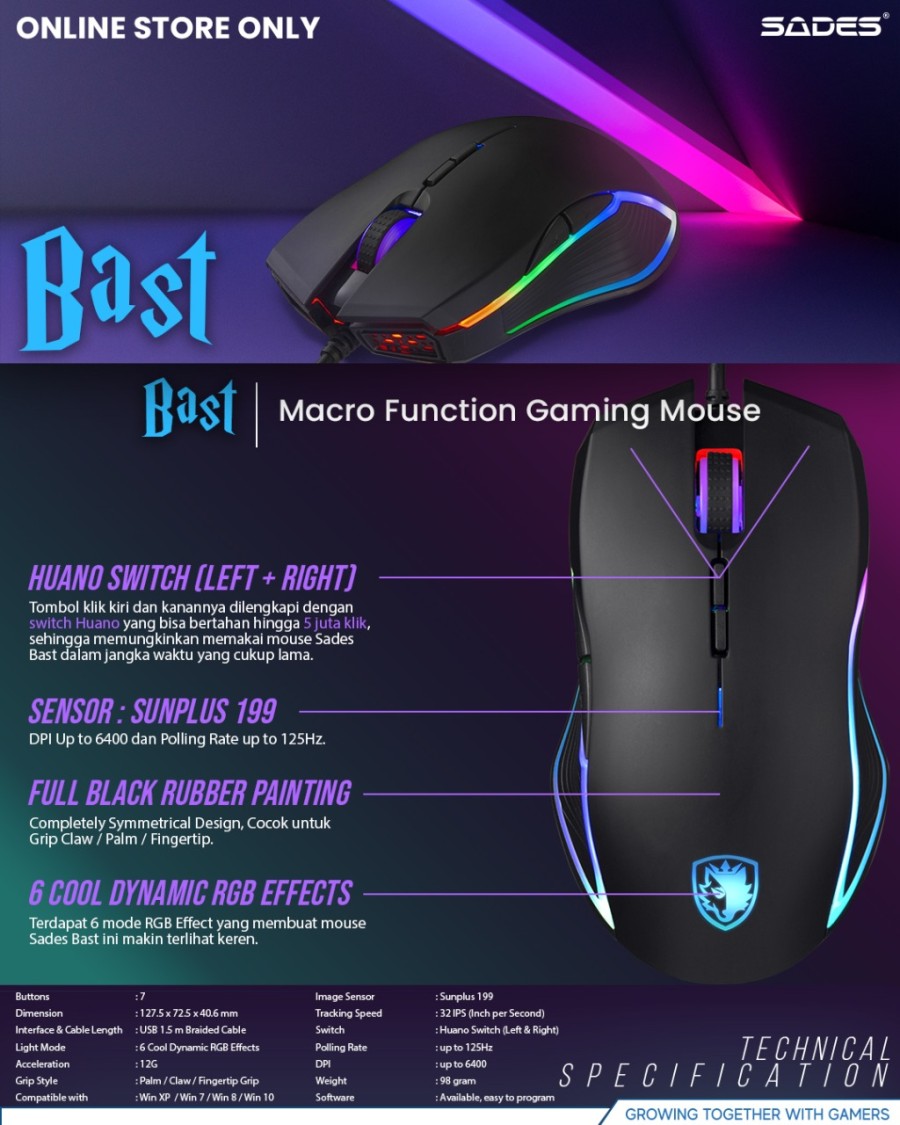 ONLINE STORE ONLY
SADES®
Bast
Bast | Macro Function Gaming Mouse
HUANO SWITCH (LEFT + RIGHT)
Tombol klik kiri dan kanannya dilengkapi dengan
switch Huano yang bisa bertahan hingga 5 juta klik,
sehingga memungkinkan memakai mouse Sades
Bast dalam jangka waktu yang cukup lama.
SENSOR : SUNPLUS 199
DPI Up to 6400 dan Polling Rate up to 125Hz.
FULL BLACK RUBBER PAINTING
Completely Symmetrical Design, Cocok untuk
Grip Claw / Palm / Fingertip.
6 COOL DYNAMIC RGB EFFECTS
Terdapat 6 mode RGB Effect yang membuat mouse
Sades Bast ini makin terlihat keren.
Buttons : 7
Dimension : 127.5 x 72.5 x 40.6 mm
Interface & Cable Length : USB 1.5 m Braided Cable
Light Mode : 6 Cool Dynamic RGB Effects
Acceleration : 12G
Grip Style : Palm / Claw / Fingertip Grip
Compatible with : Win XP / Win 7 / Win 8 / Win 10
Image Sensor : Sunplus 199
Tracking Speed : 32 IPS (Inch per Second)
Switch : Huano Switch (Left & Right)
Polling Rate : up to 125Hz
DPI : up to 6400
Weight : 98 gram
Software : Available, easy to program
TECHNICAL
SPECIFICATION
GROWING TOGETHER WITH GAMERS